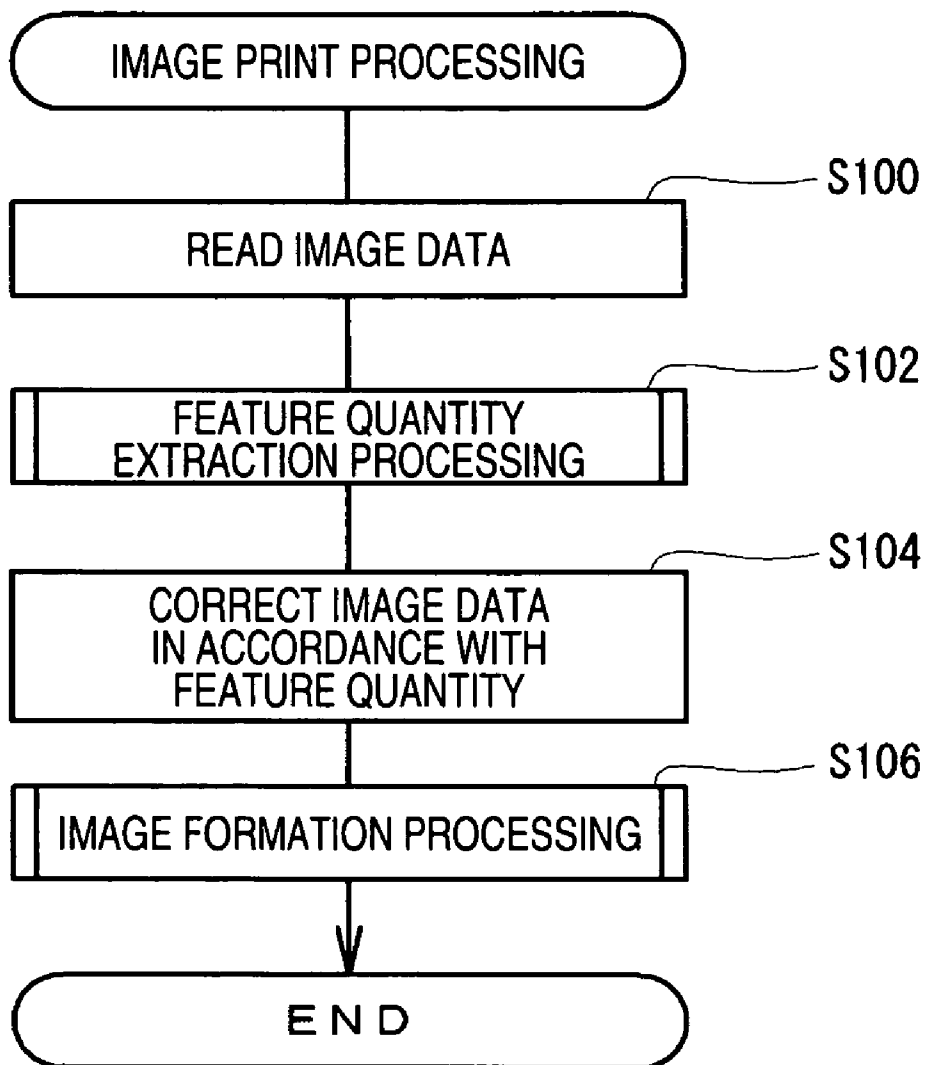 IMAGE PRINT PROCESSING
S100
READ IMAGE DATA
S102
FEATURE QUANTITY
EXTRACTION PROCESSING
S104
CORRECT IMAGE DATA
IN ACCORDANCE WITH
FEATURE QUANTITY
S106
IMAGE FORMATION PROCESSING
END